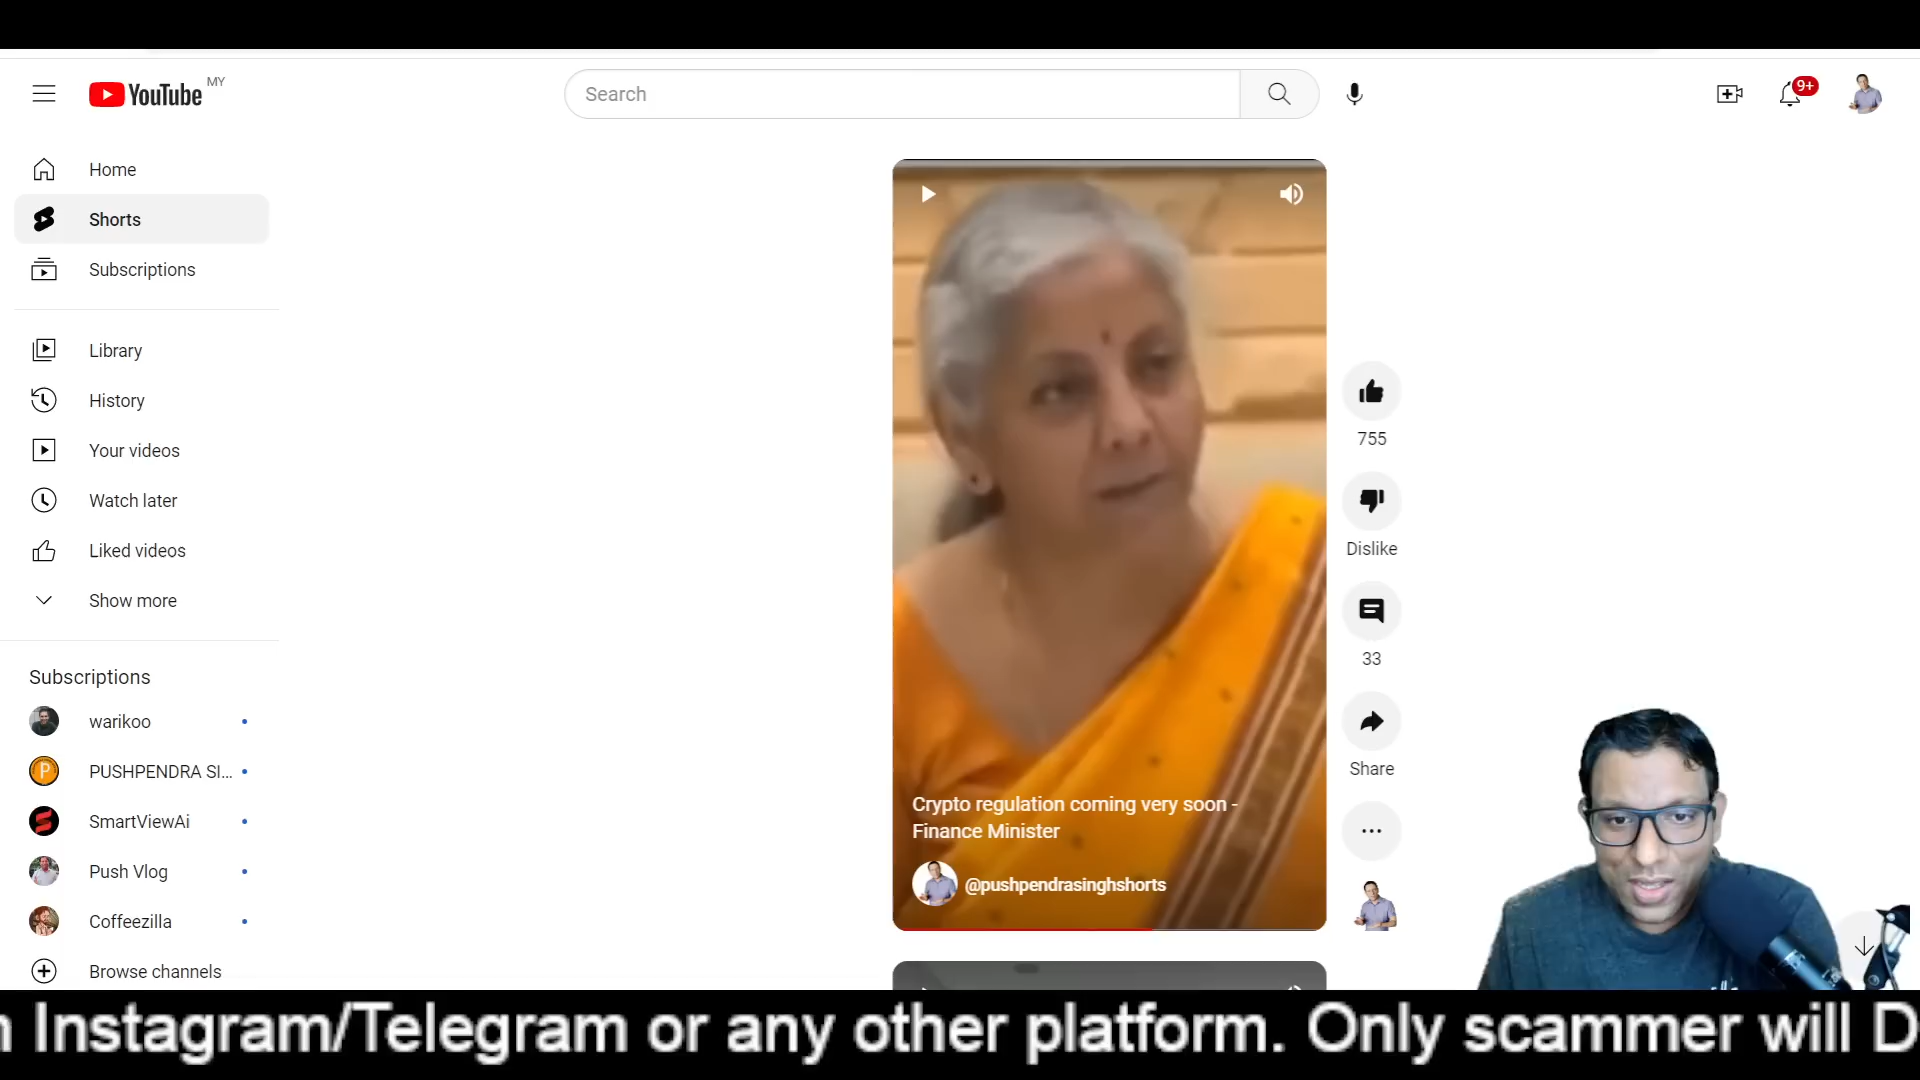 YouTube MY
Search
9+
Home
Shorts
Subscriptions
Library
History
Your videos
Watch later
Liked videos
Show more
Subscriptions
warikoo
PUSHPENDRA SI...
SmartViewAi
Push Vlog
Coffeezilla
Browse channels
Crypto regulation coming very soon -
Finance Minister
@pushpendrasinghshorts
755
Dislike
33
Share
Instagram/Telegram or any other platform. Only scammer will D